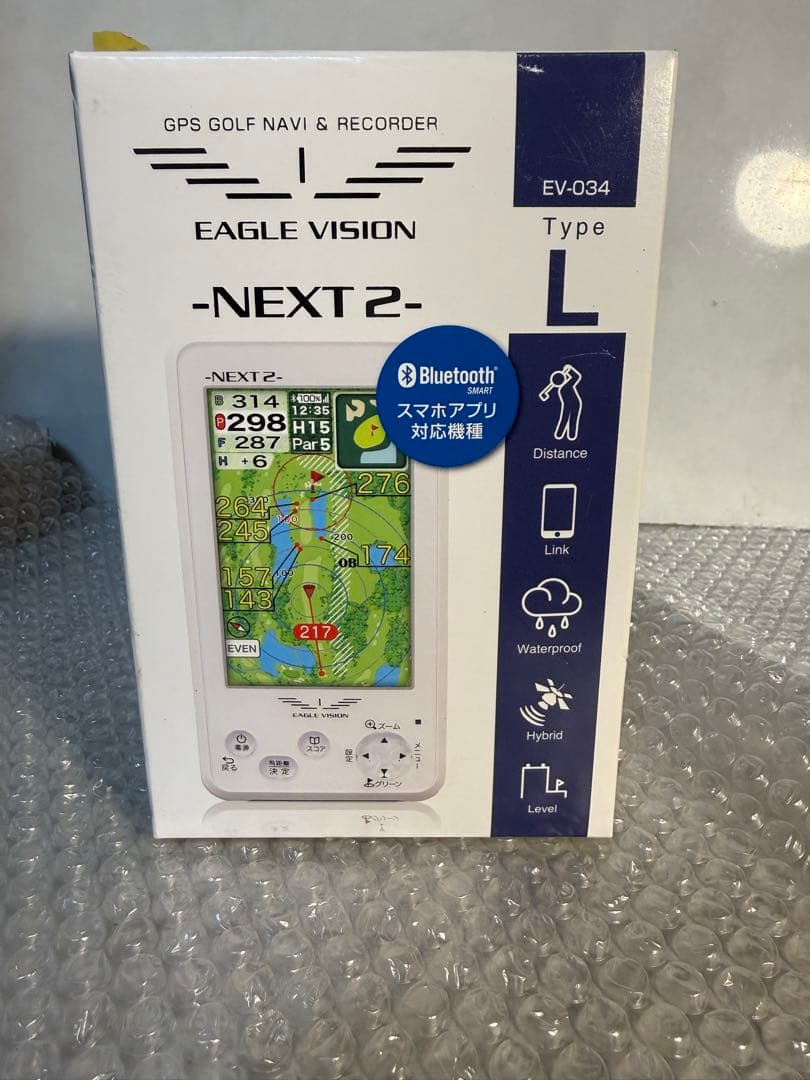 GPS GOLF NAVI & RECORDER
EAGLE VISION
-NEXT 2-
EV-034
Type
L
Bluetooth®
SMART
スマホアプリ
対応機種
Distance
Link
Waterproof
Hybrid
Level
-NEXT 2-
B 314
P 298
F 287
H +6
100%
12:35
H15
Par5
276
264
245
200
174
OB
157
143
100
217
EVEN
EAGLE VISION
電源
戻る
スコア
飛距離
決定
ズーム
設定
メニュー
グリーン